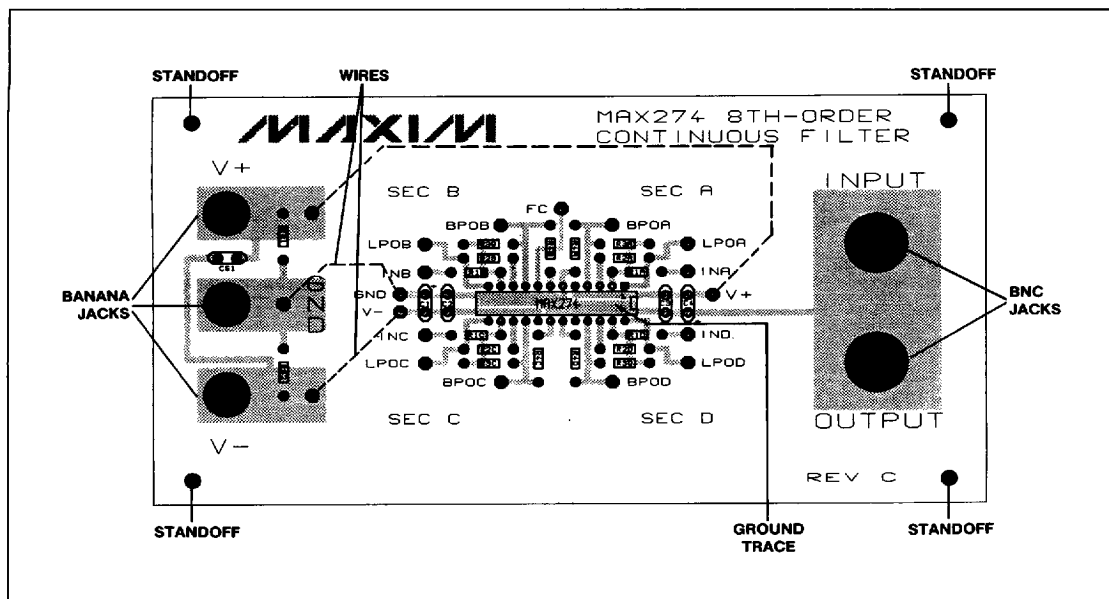 STANDOFF
WIRES
STANDOFF
MAXIM
MAX274 8TH-ORDER
CONTINUOUS FILTER
V+
SEC B
SEC A
INPUT
FC
BPOB
BPOA
LPOB
LPOA
INB
INA
GND
GND
V-
MAX274
V+
BANANA
JACKS
BNC
JACKS
INC
IND
LPOC
LPOD
BPOC
BPOD
SEC C
SEC D
OUTPUT
V-
REV C
STANDOFF
GROUND
TRACE
STANDOFF